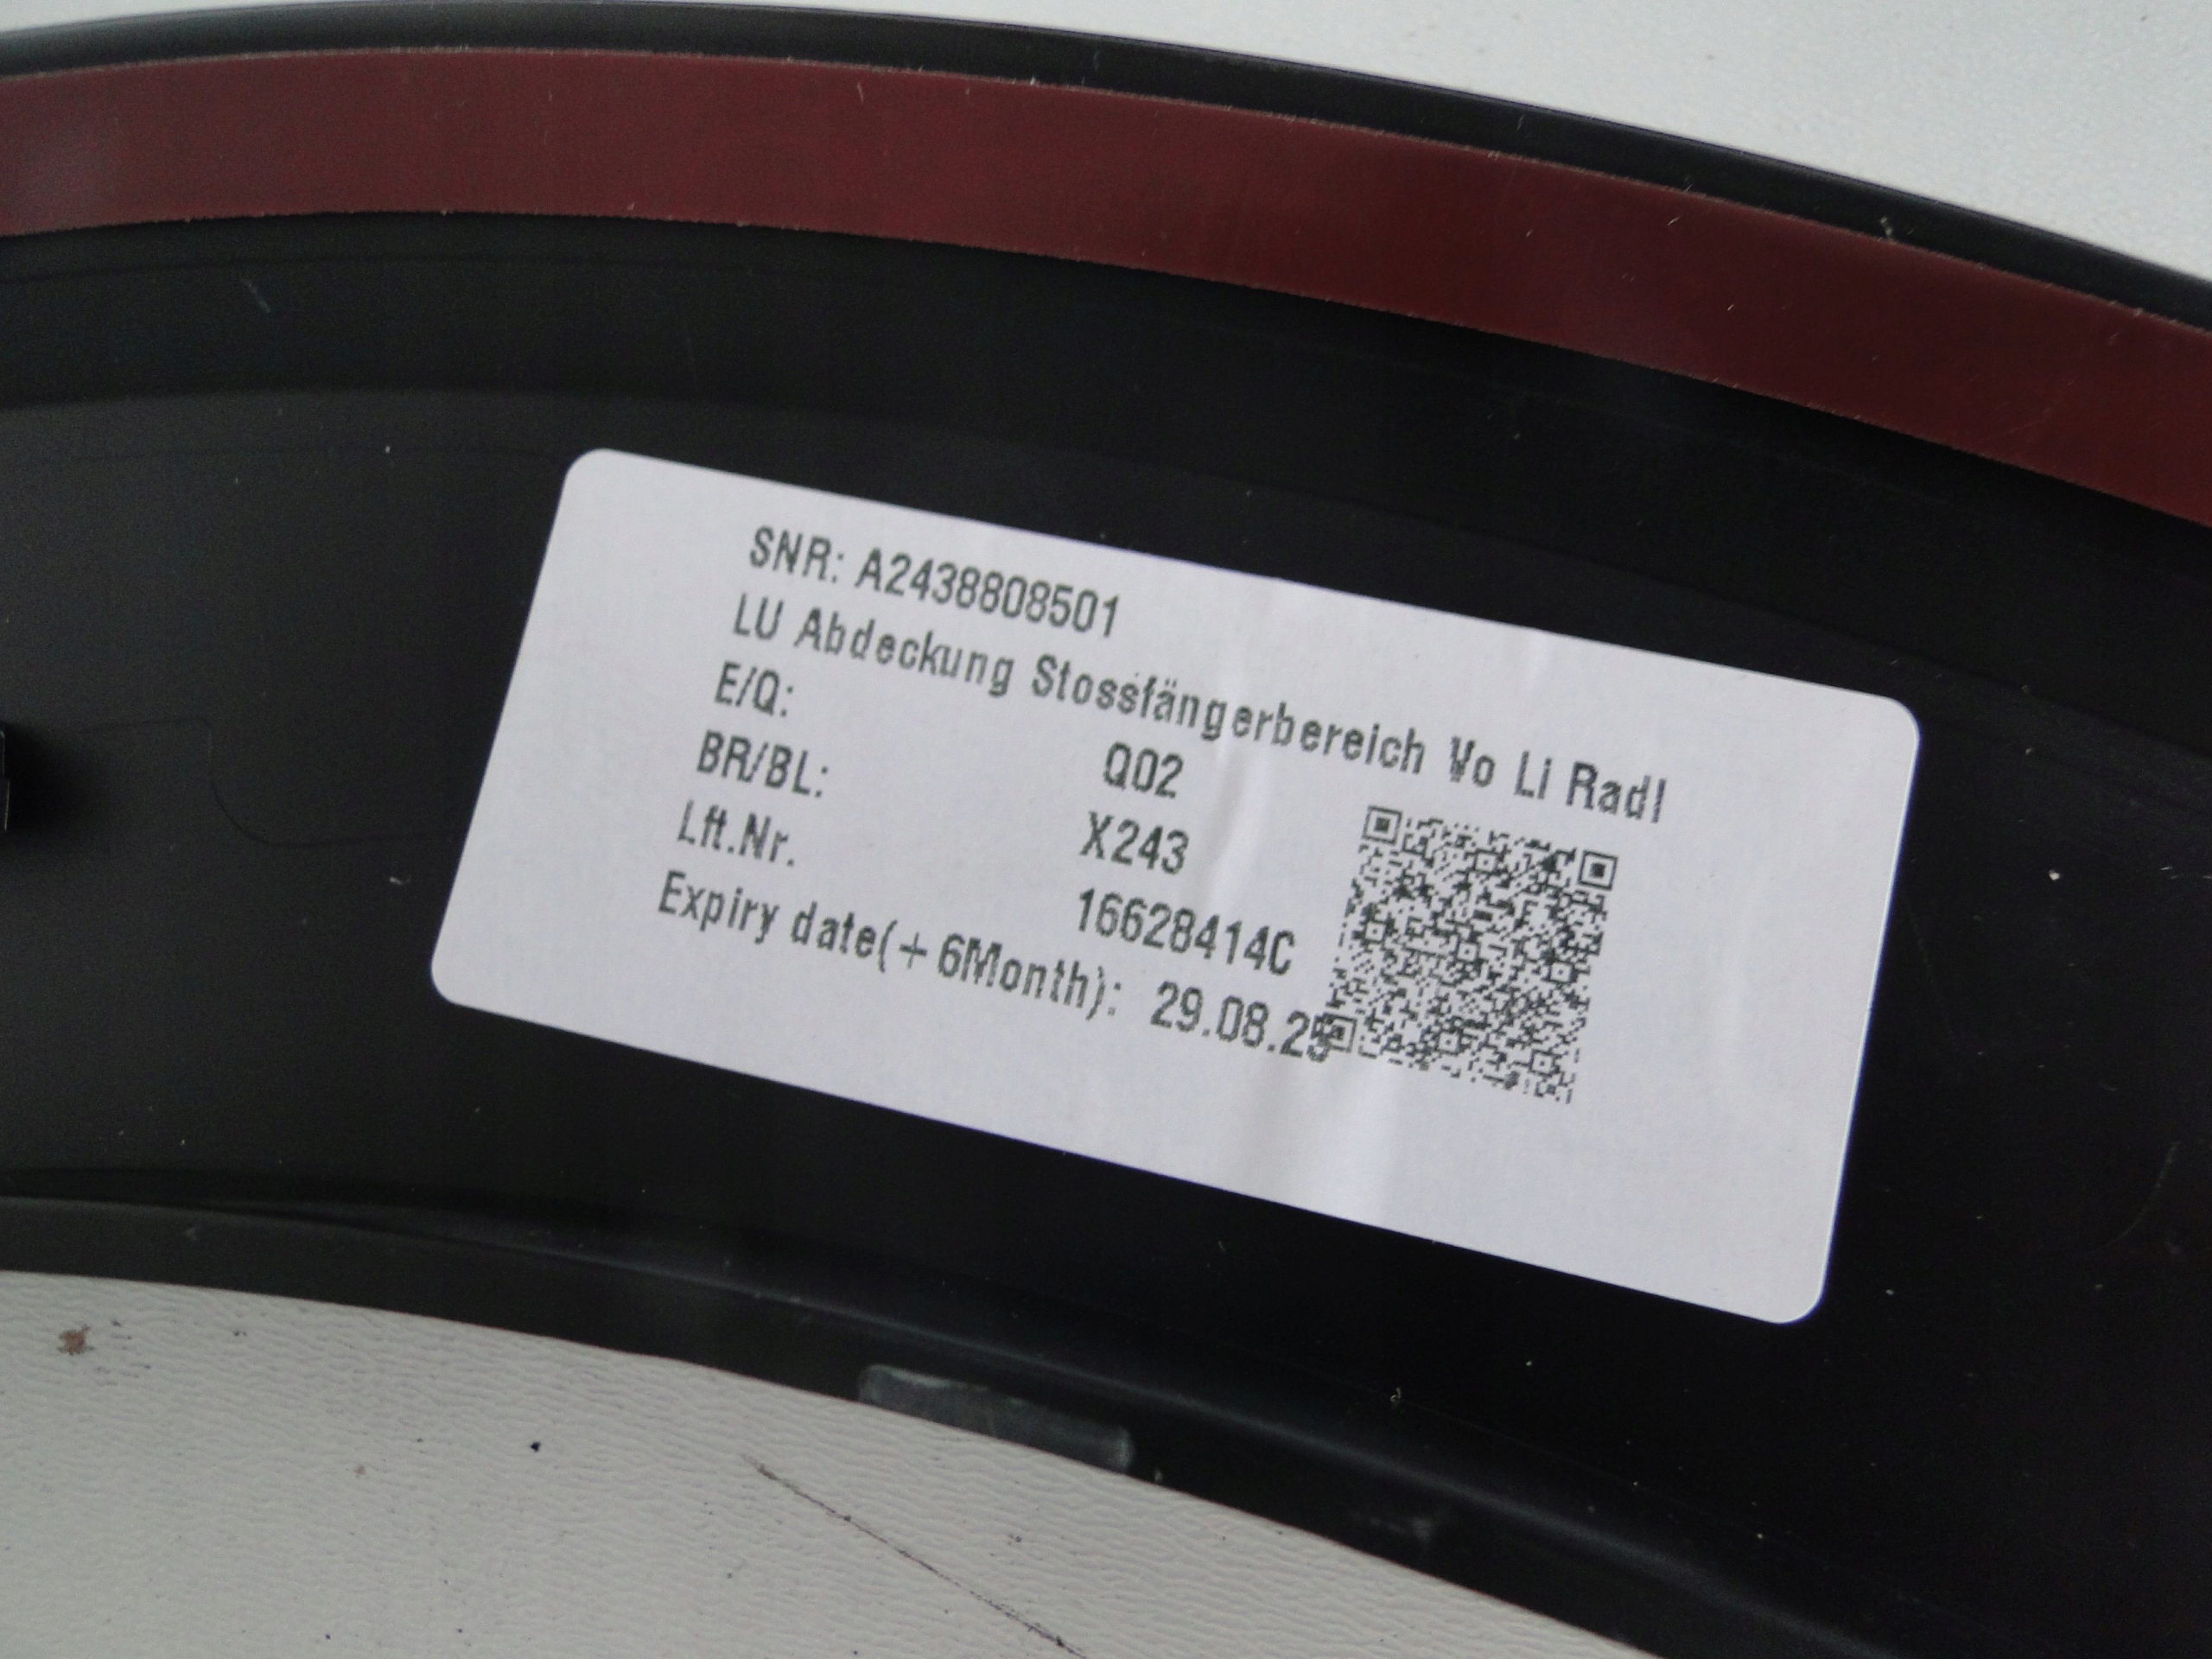 SNR: A2438808501
LU Abdeckung Stossfängerbereich Vo Li Radl
E/Q: Q02
BR/BL: X243
Lft.Nr. 16628414C
Expiry date(+ 6Month): 29.08.25